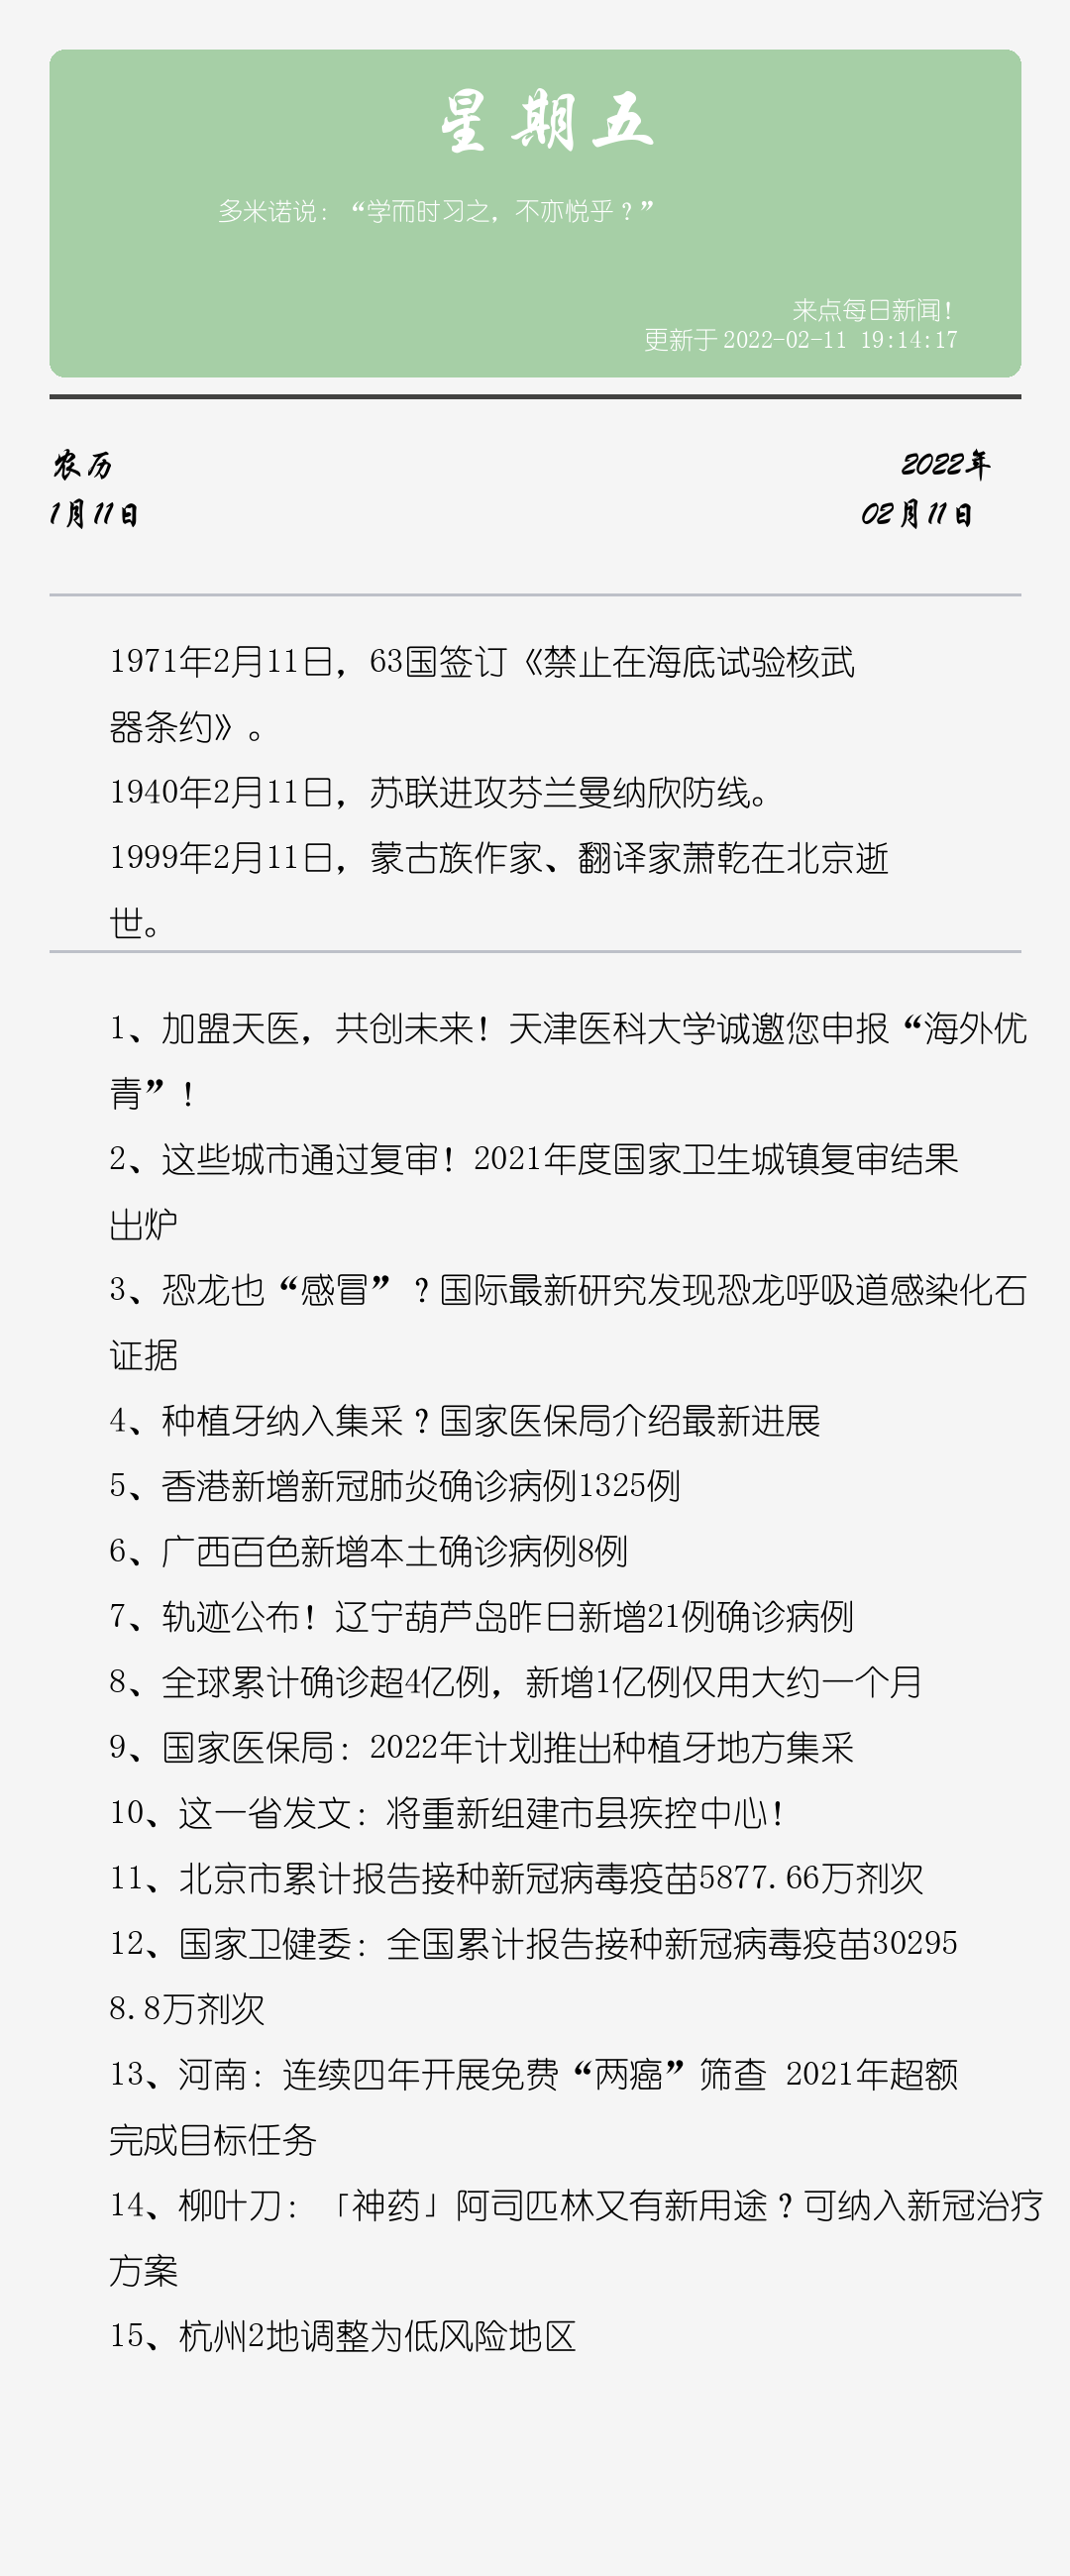 星期五
多米诺说：“学而时习之，不亦悦乎？”
来点每日新闻！
更新于 2022-02-11 19:14:17
农历
2022年
1月11日
02月11日
1971年2月11日，63国签订《禁止在海底试验核武
器条约》。
1940年2月11日，苏联进攻芬兰曼纳欣防线。
1999年2月11日，蒙古族作家、翻译家萧乾在北京逝
世。
1、加盟天医，共创未来！天津医科大学诚邀您申报“海外优
青”！
2、这些城市通过复审！2021年度国家卫生城镇复审结果
出炉
3、恐龙也“感冒”？国际最新研究发现恐龙呼吸道感染化石
证据
4、种植牙纳入集采？国家医保局介绍最新进展
5、香港新增新冠肺炎确诊病例1325例
6、广西百色新增本土确诊病例8例
7、轨迹公布！辽宁葫芦岛昨日新增21例确诊病例
8、全球累计确诊超4亿例，新增1亿例仅用大约一个月
9、国家医保局：2022年计划推出种植牙地方集采
10、这一省发文：将重新组建市县疾控中心！
11、北京市累计报告接种新冠病毒疫苗5877.66万剂次
12、国家卫健委：全国累计报告接种新冠病毒疫苗30295
8.8万剂次
13、河南：连续四年开展免费“两癌”筛查 2021年超额
完成目标任务
14、柳叶刀：「神药」阿司匹林又有新用途？可纳入新冠治疗
方案
15、杭州2地调整为低风险地区